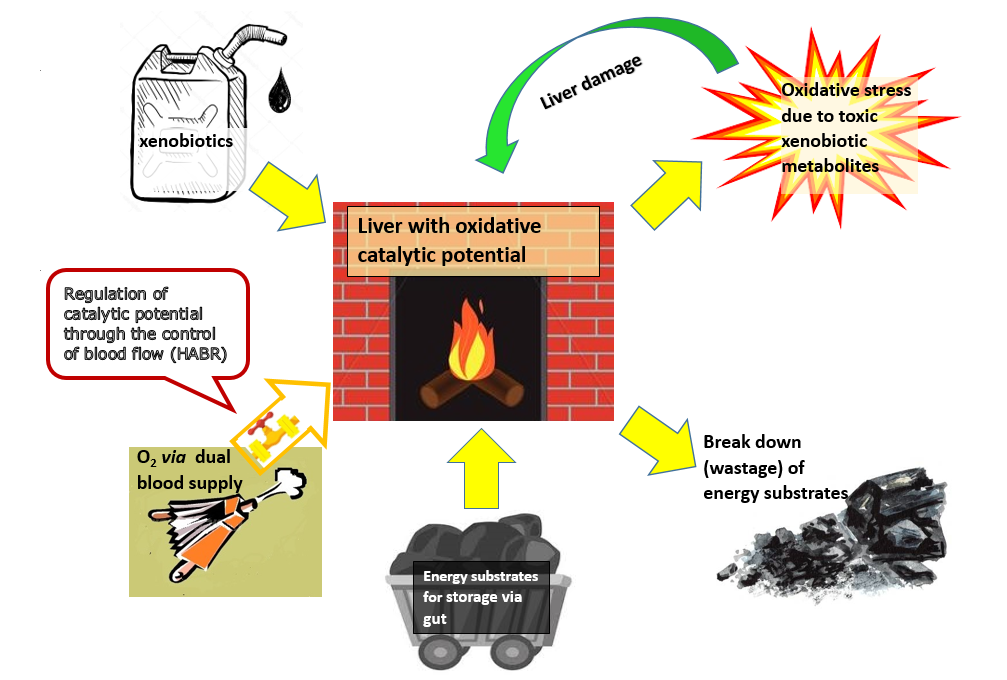 xenobiotics
Liver damage
Oxidative stress
due to toxic
xenobiotic
metabolites
Liver with oxidative
catalytic potential
Regulation of
catalytic potential
through the control
of blood flow (HABR)
O₂ via dual
blood supply
Energy substrates
for storage via
gut
Break down
(wastage) of
energy substrates